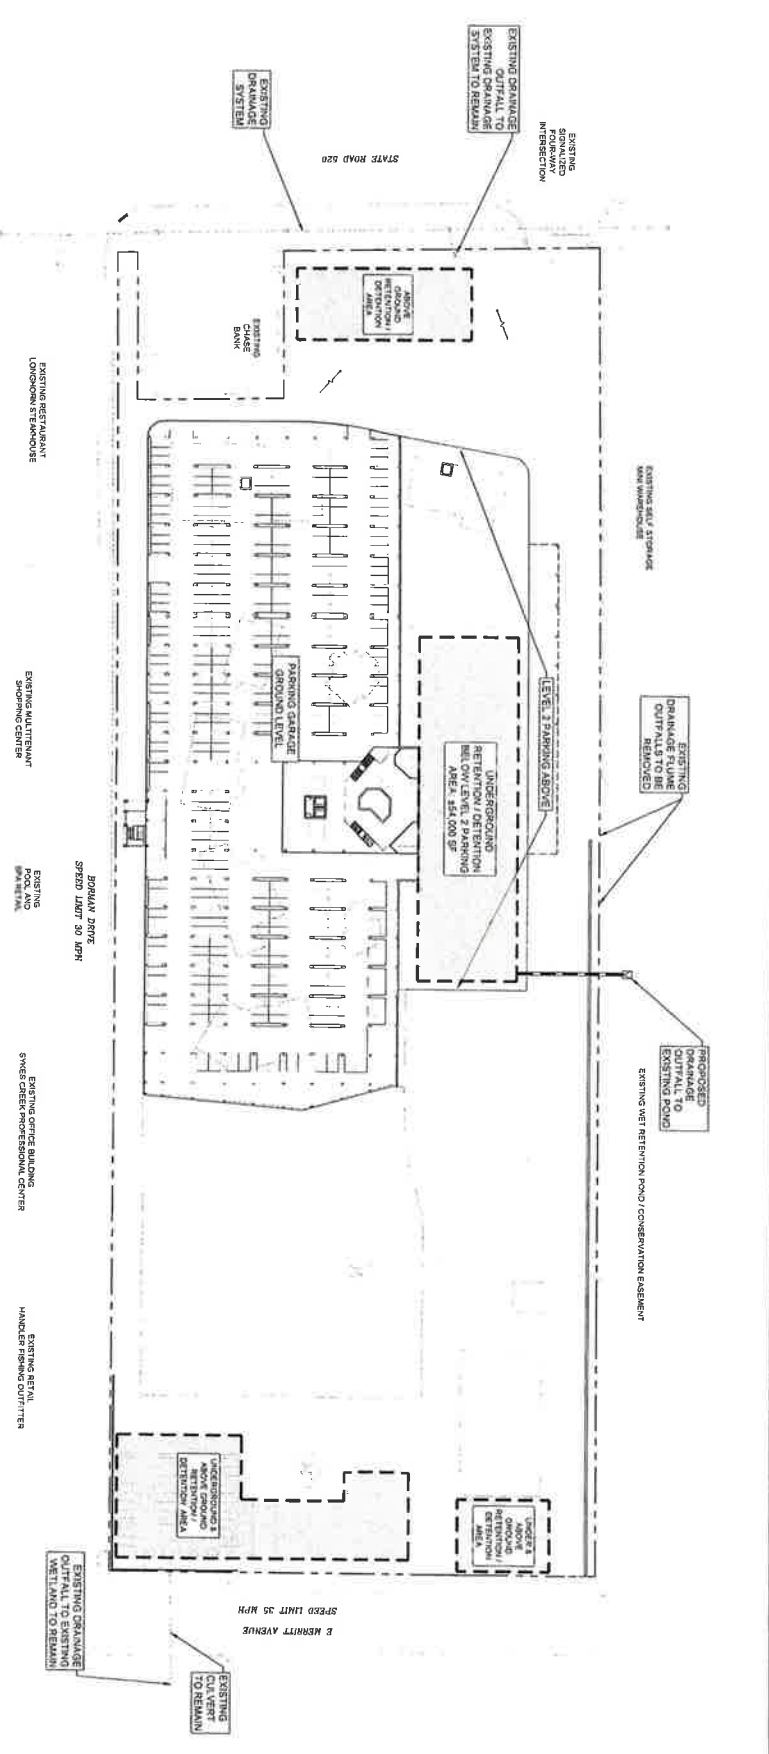 EXISTING DRAINAGE
OUTFALL TO
EXISTING DRAINAGE
SYSTEM TO REMAIN
EXISTING
SIGNALIZED
FOUR-WAY
INTERSECTION
EXISTING
DRAINAGE
SYSTEM
STATE ROAD 520
ABOVE
GROUND
RETENTION /
DETENTION
AREA
EXISTING
CHASE
BANK
EXISTING RESTAURANT
LONGHORN STEAKHOUSE
EXISTING SELF STORAGE
MINI WAREHOUSE
LEVEL 2 PARKING ABOVE
PARKING GARAGE
GROUND LEVEL
UNDERGROUND
RETENTION / DETENTION
BELOW LEVEL 2 PARKING
AREA: ±54,000 SF
EXISTING
DRAINAGE FLUME
OUTFALLS TO BE
REMOVED
EXISTING MULTITENANT
SHOPPING CENTER
EXISTING
POOL AND
SPA RETAIL
BORMAN DRIVE
SPEED LIMIT 30 MPH
PROPOSED
DRAINAGE
OUTFALL TO
EXISTING POND
EXISTING WET RETENTION POND / CONSERVATION EASEMENT
EXISTING OFFICE BUILDING
SYKES CREEK PROFESSIONAL CENTER
EXISTING RETAIL
HANDLER FISHING OUTFITTER
UNDERGROUND &
ABOVE GROUND
RETENTION /
DETENTION AREA
UNDER &
ABOVE
GROUND
RETENTION /
DETENTION
AREA
E MERRITT AVENUE
SPEED LIMIT 35 MPH
EXISTING DRAINAGE
OUTFALL TO EXISTING
WETLAND TO REMAIN
EXISTING
CULVERT
TO REMAIN